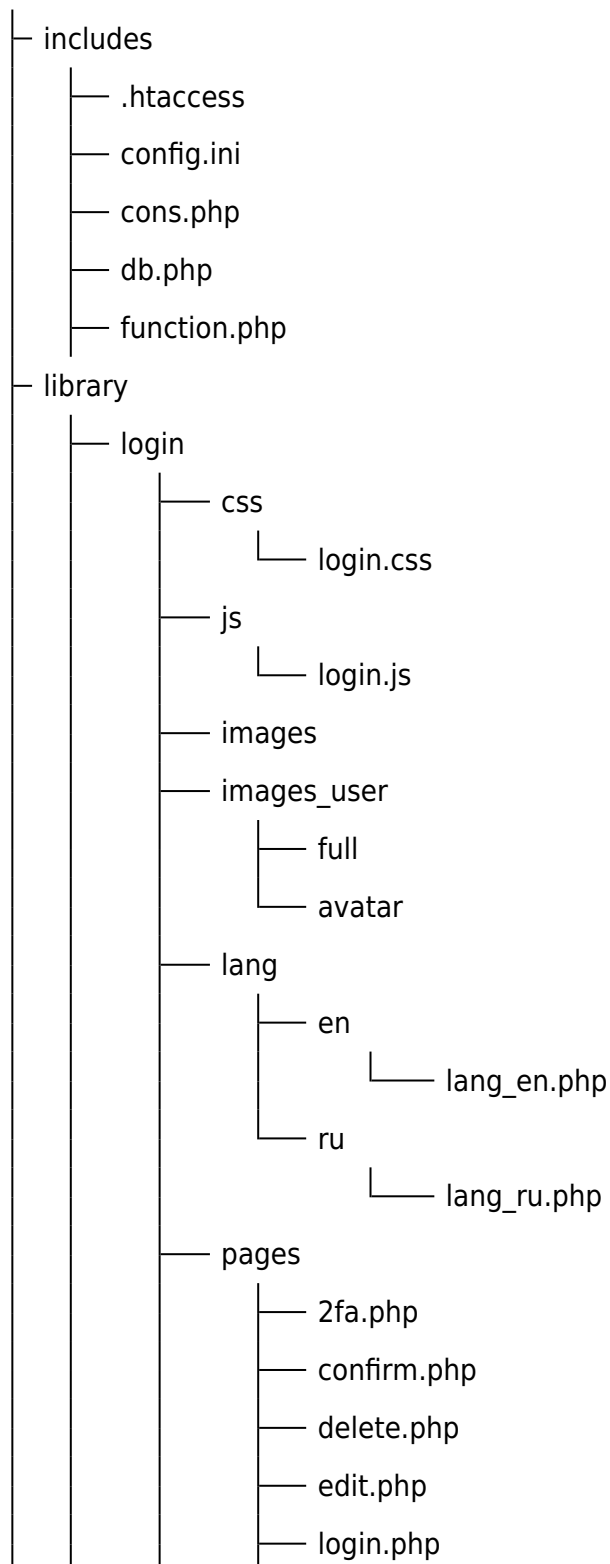 includes
.htaccess
config.ini
cons.php
db.php
function.php
library
login
css
login.css
js
login.js
images
images_user
full
avatar
lang
en
lang_en.php
ru
lang_ru.php
pages
2fa.php
confirm.php
delete.php
edit.php
login.php